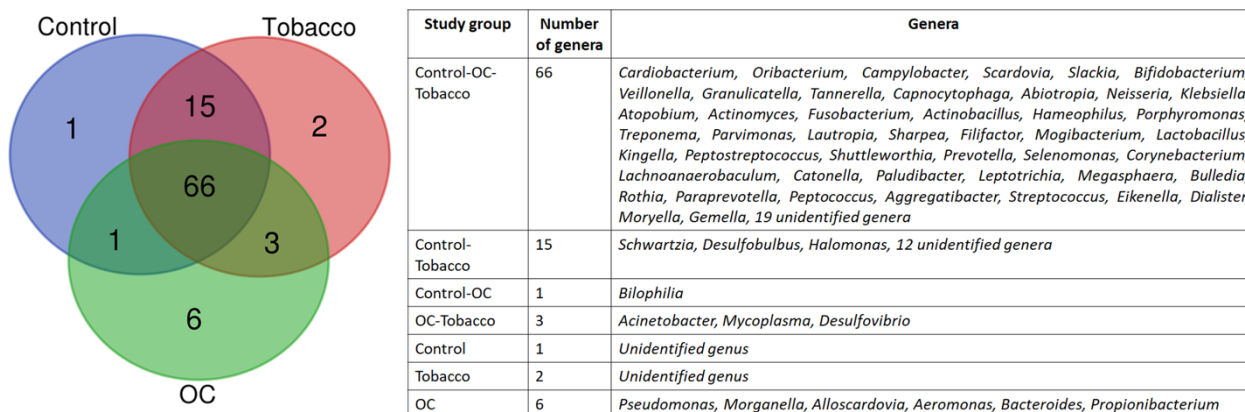 Control
Tobacco
15
1
2
66
1
3
6
OC
Study group Number of genera Genera
Control-OC-Tobacco 66 Cardiobacterium, Oribacterium, Campylobacter, Scardovia, Slackia, Bifidobacterium,
Veillonella, Granulicatella, Tannerella, Capnocytophaga, Abiotropia, Neisseria, Klebsiella,
Atopobium, Actinomyces, Fusobacterium, Actinobacillus, Hameophilus, Porphyromonas,
Treponema, Parvimonas, Lautropia, Sharpea, Filifactor, Mogibacterium, Lactobacillus,
Kingella, Peptostreptococcus, Shuttleworthia, Prevotella, Selenomonas, Corynebacterium,
Lachnoanaerobaculum, Catonella, Paludibacter, Leptotrichia, Megasphaera, Bulledia,
Rothia, Paraprevotella, Peptococcus, Aggregatibacter, Streptococcus, Eikenella, Dialister,
Moryella, Gemella, 19 unidentified genera
Control-Tobacco 15 Schwartzia, Desulfobulbus, Halomonas, 12 unidentified genera
Control-OC 1 Bilophilia
OC-Tobacco 3 Acinetobacter, Mycoplasma, Desulfovibrio
Control 1 Unidentified genus
Tobacco 2 Unidentified genus
OC 6 Pseudomonas, Morganella, Alloscardovia, Aeromonas, Bacteroides, Propionibacterium